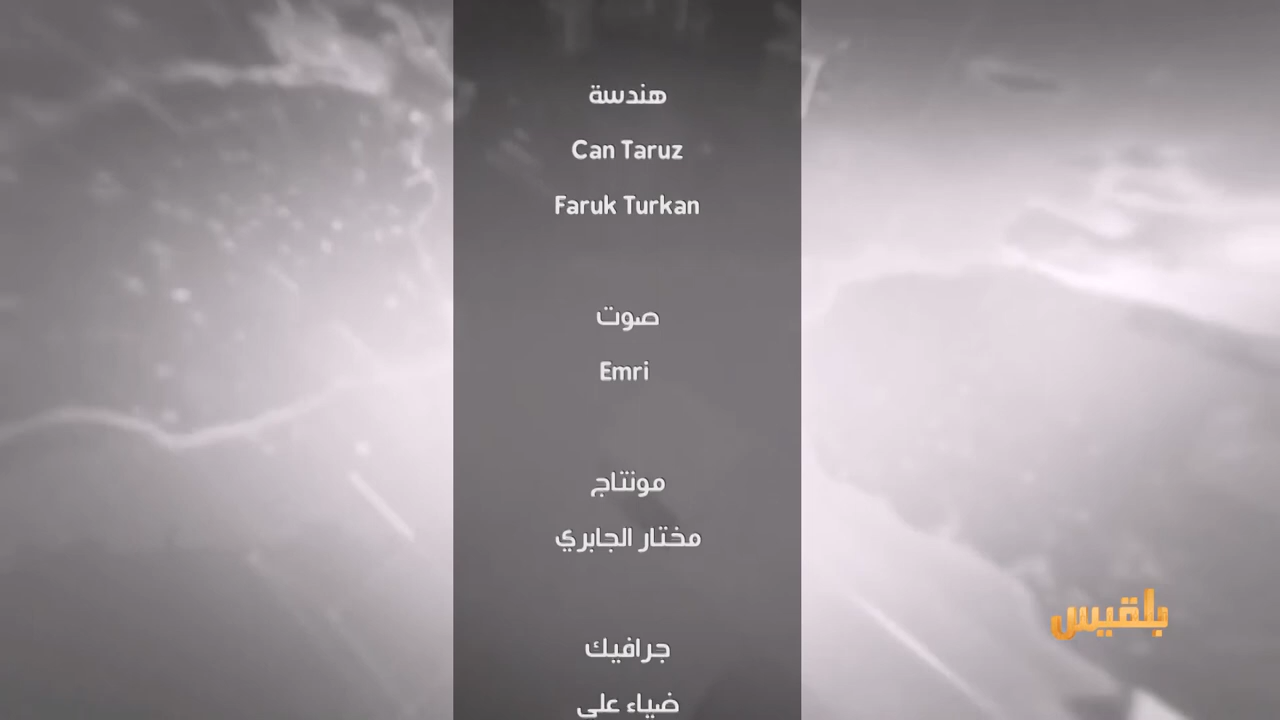 هندسة
Can Taruz
Faruk Turkan
صوت
Emri
مونتاج
مختار الجابري
جرافيك
ضياء علي
بلقيس